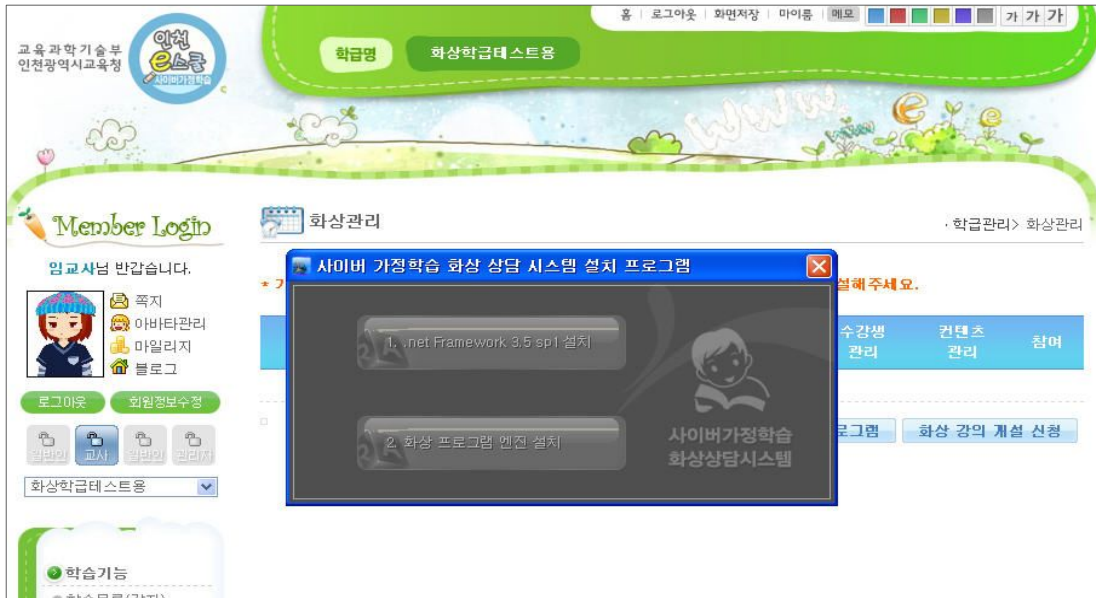 홈 | 로그아웃 | 화면저장 | 마이룸 | 메모 가 가 가
교육과학기술부
인천광역시교육청
인천
e스쿨
사이버가정학습
학급명 화상학급테스트용
Member Login
화상관리
· 학급관리> 화상관리
임교사님 반갑습니다.
쪽지
아바타관리
마일리지
블로그
로그아웃 회원정보수정
교사
화상학급테스트용
학습기능
사이버 가정학습 화상 상담 시스템 설치 프로그램
설해주세요.
1. .net Framework 3.5 sp1 설치
2. 화상 프로그램 엔진 설치
사이버가정학습
화상상담시스템
수강생
관리
컨텐츠
관리
참여
로그램
화상 강의 개설 신청